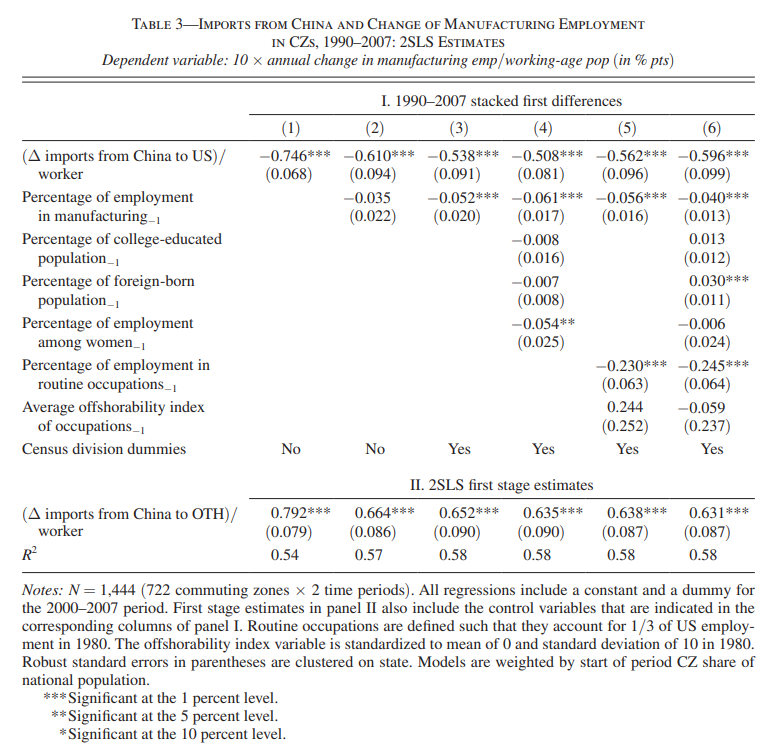 TABLE 3—IMPORTS FROM CHINA AND CHANGE OF MANUFACTURING EMPLOYMENT
IN CZS, 1990–2007: 2SLS ESTIMATES
Dependent variable: 10 × annual change in manufacturing emp/working-age pop (in % pts)
I. 1990–2007 stacked first differences
(1) (2) (3) (4) (5) (6)
(Δ imports from China to US)/ −0.746*** −0.610*** −0.538*** −0.508*** −0.562*** −0.596***
worker (0.068) (0.094) (0.091) (0.081) (0.096) (0.099)
Percentage of employment −0.035 −0.052*** −0.061*** −0.056*** −0.040***
in manufacturing₋₁ (0.022) (0.020) (0.017) (0.016) (0.013)
Percentage of college-educated −0.008 0.013
population₋₁ (0.016) (0.012)
Percentage of foreign-born −0.007 0.030***
population₋₁ (0.008) (0.011)
Percentage of employment −0.054** −0.006
among women₋₁ (0.025) (0.024)
Percentage of employment in −0.230*** −0.245***
routine occupations₋₁ (0.063) (0.064)
Average offshorability index 0.244 −0.059
of occupations₋₁ (0.252) (0.237)
Census division dummies No No Yes Yes Yes Yes
II. 2SLS first stage estimates
(Δ imports from China to OTH)/ 0.792*** 0.664*** 0.652*** 0.635*** 0.638*** 0.631***
worker (0.079) (0.086) (0.090) (0.090) (0.087) (0.087)
R² 0.54 0.57 0.58 0.58 0.58 0.58
Notes: N = 1,444 (722 commuting zones × 2 time periods). All regressions include a constant and a dummy for
the 2000–2007 period. First stage estimates in panel II also include the control variables that are indicated in the
corresponding columns of panel I. Routine occupations are defined such that they account for 1/3 of US employ-
ment in 1980. The offshorability index variable is standardized to mean of 0 and standard deviation of 10 in 1980.
Robust standard errors in parentheses are clustered on state. Models are weighted by start of period CZ share of
national population.
***Significant at the 1 percent level.
**Significant at the 5 percent level.
*Significant at the 10 percent level.